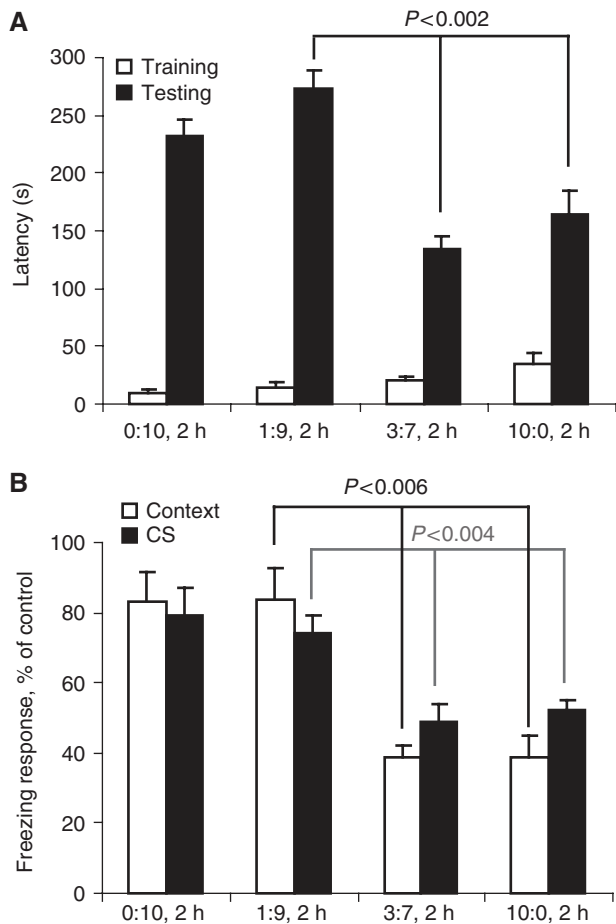 A
P<0.002
Training
Testing
Latency (s)
300
250
200
150
100
50
0
0:10, 2 h
1:9, 2 h
3:7, 2 h
10:0, 2 h
B
Context
CS
P<0.006
P<0.004
Freezing response, % of control
100
80
60
40
20
0
0:10, 2 h
1:9, 2 h
3:7, 2 h
10:0, 2 h